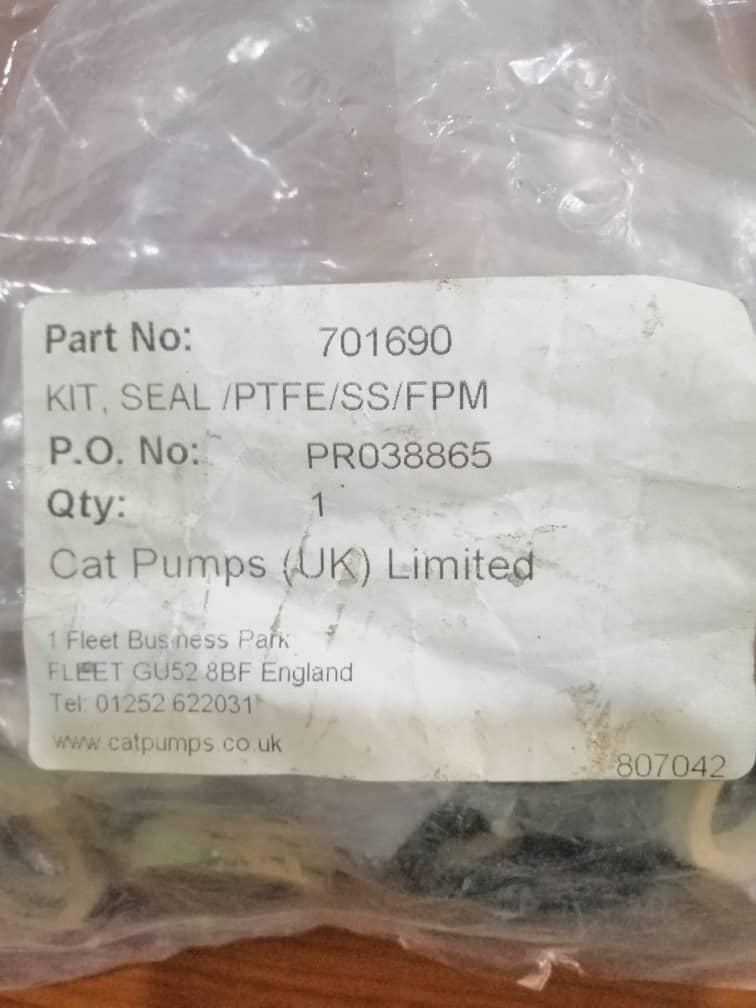 Part No: 701690
KIT, SEAL /PTFE/SS/FPM
P.O. No: PR038865
Qty: 1
Cat Pumps (UK) Limited
1 Fleet Business Park
FLEET GU52 8BF England
Tel: 01252 622031
www.catpumps.co.uk
807042